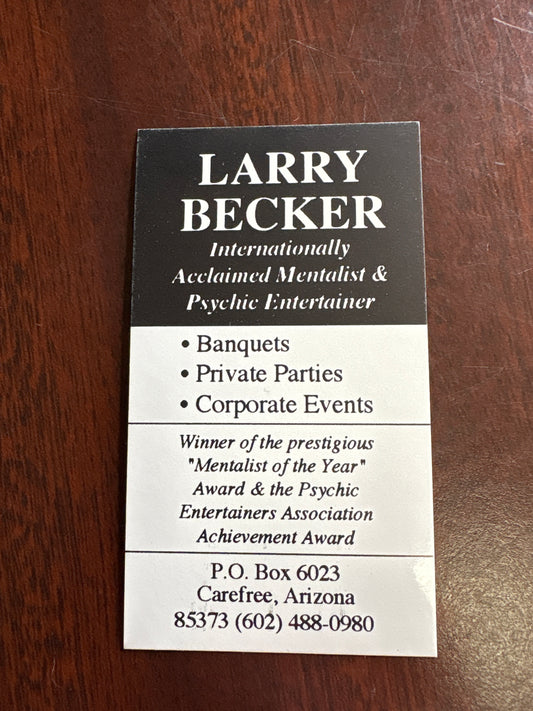 LARRY
BECKER
Internationally
Acclaimed Mentalist &
Psychic Entertainer
• Banquets
• Private Parties
• Corporate Events
Winner of the prestigious
"Mentalist of the Year"
Award & the Psychic
Entertainers Association
Achievement Award
P.O. Box 6023
Carefree, Arizona
85373 (602) 488-0980